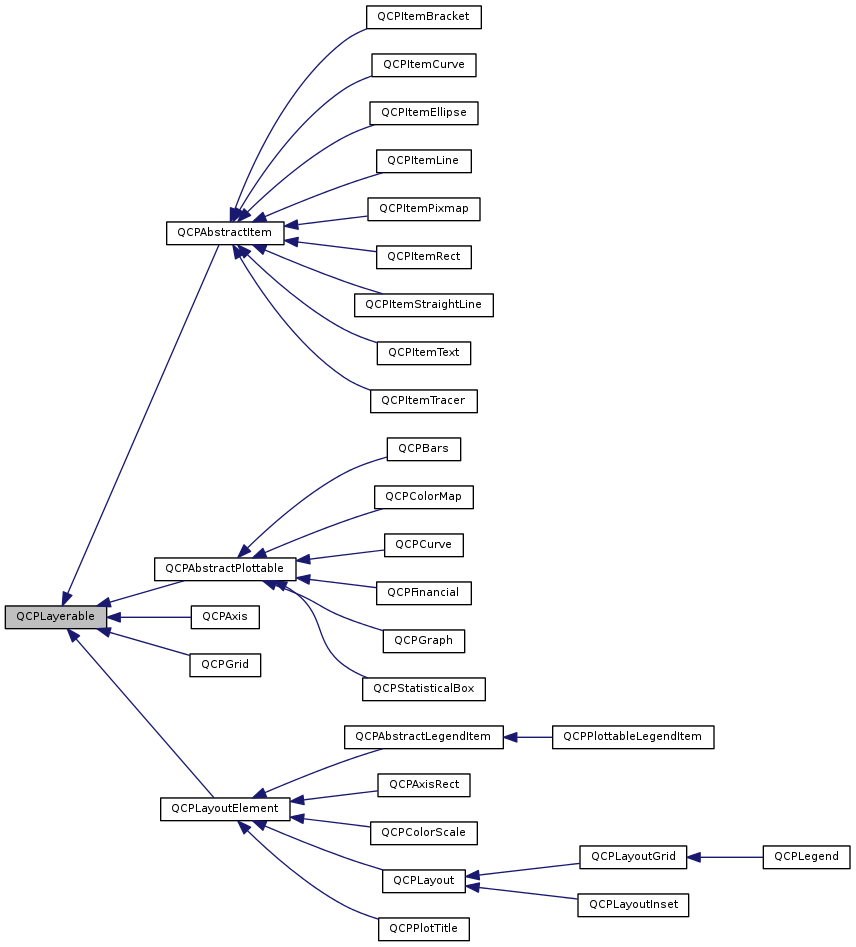 QCPItemBracket
QCPItemCurve
QCPItemEllipse
QCPItemLine
QCPItemPixmap
QCPAbstractItem
QCPItemRect
QCPItemStraightLine
QCPItemText
QCPItemTracer
QCPBars
QCPColorMap
QCPCurve
QCPAbstractPlottable
QCPFinancial
QCPLayerable
QCPAxis
QCPGraph
QCPGrid
QCPStatisticalBox
QCPAbstractLegendItem
QCPPlottableLegendItem
QCPAxisRect
QCPLayoutElement
QCPColorScale
QCPLayoutGrid
QCPLegend
QCPLayout
QCPLayoutInset
QCPPlotTitle